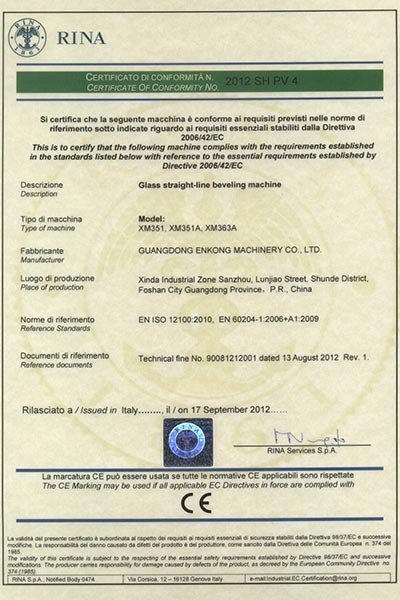 RINA
1861
RINA
CERTIFICATO DI CONFORMITÀ N.
CERTIFICATE OF CONFORMITY NO.
2012 SH PV 4
Si certifica che la seguente macchina è conforme ai requisiti previsti nelle norme di
riferimento sotto indicate riguardo ai requisiti essenziali stabiliti dalla Direttiva
2006/42/EC
This is to certify that the following machine complies with the requirements established
in the standards listed below with reference to the essential requirements established by
Directive 2006/42/EC
Descrizione
Description
Glass straight-line beveling machine
Tipo di macchina
Type of machine
Model:
XM351, XM351A, XM363A
Fabbricante
Manufacturer
GUANGDONG ENKONG MACHINERY CO., LTD.
Luogo di produzione
Place of production
Xinda Industrial Zone Sanzhou, Lunjiao Street, Shunde District,
Foshan City Guangdong Province, P.R., China
Norme di riferimento
Reference Standards
EN ISO 12100:2010, EN 60204-1:2006+A1:2009
Documenti di riferimento
Reference Documents
Technical fine No. 90081212001 dated 13 August 2012 Rev. 1.
Rilasciato a / Issued in Italy........, il / on 17 September 2012......
RINA
RINA Services S.p.A.
La marcatura CE può essere usata se tutte le normative CE applicabili sono rispettate
The CE Marking may be used if all applicable EC Directives in force are complied with
CE
La validità del presente certificato è subordinata al rispetto dei requisiti ai requisiti essenziali di sicurezza stabiliti dalla Direttiva 98/37/EC e successive
modifiche. La responsabilità del danno causato da difetti del prodotto è del produttore, come sancito dalla Direttiva delle Comunità Europea n. 374 del
1985.
The validity of this certificate is subject to the respecting of the essential safety requirements established by Directive 98/37/EC and successive
modifications. The producer carries responsibility for damage caused by defects of the product, as decreed by the European Community Directive no.
374 (1985).
RINA S.p.A., Notified Body 0474
Via Corsica, 12 – 16128 Genova Italy
e-mail:Industrial.EC.Certification@rina.org